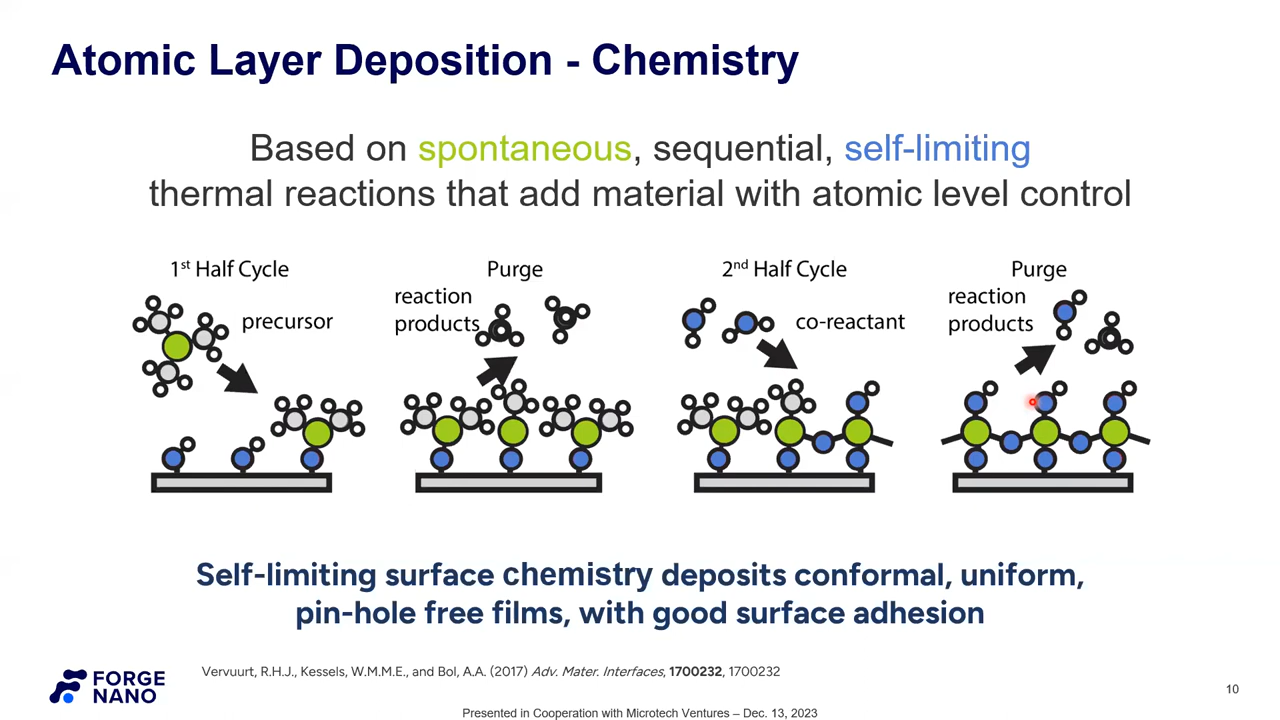 Atomic Layer Deposition - Chemistry
Based on spontaneous, sequential, self-limiting
thermal reactions that add material with atomic level control
1st Half Cycle
precursor
Purge
reaction
products
2nd Half Cycle
co-reactant
Purge
reaction
products
Self-limiting surface chemistry deposits conformal, uniform,
pin-hole free films, with good surface adhesion
FORGE
NANO
Vervuurt, R.H.J., Kessels, W.M.M.E., and Bol, A.A. (2017) Adv. Mater. Interfaces, 1700232, 1700232
10
Presented in Cooperation with Microtech Ventures – Dec. 13, 2023